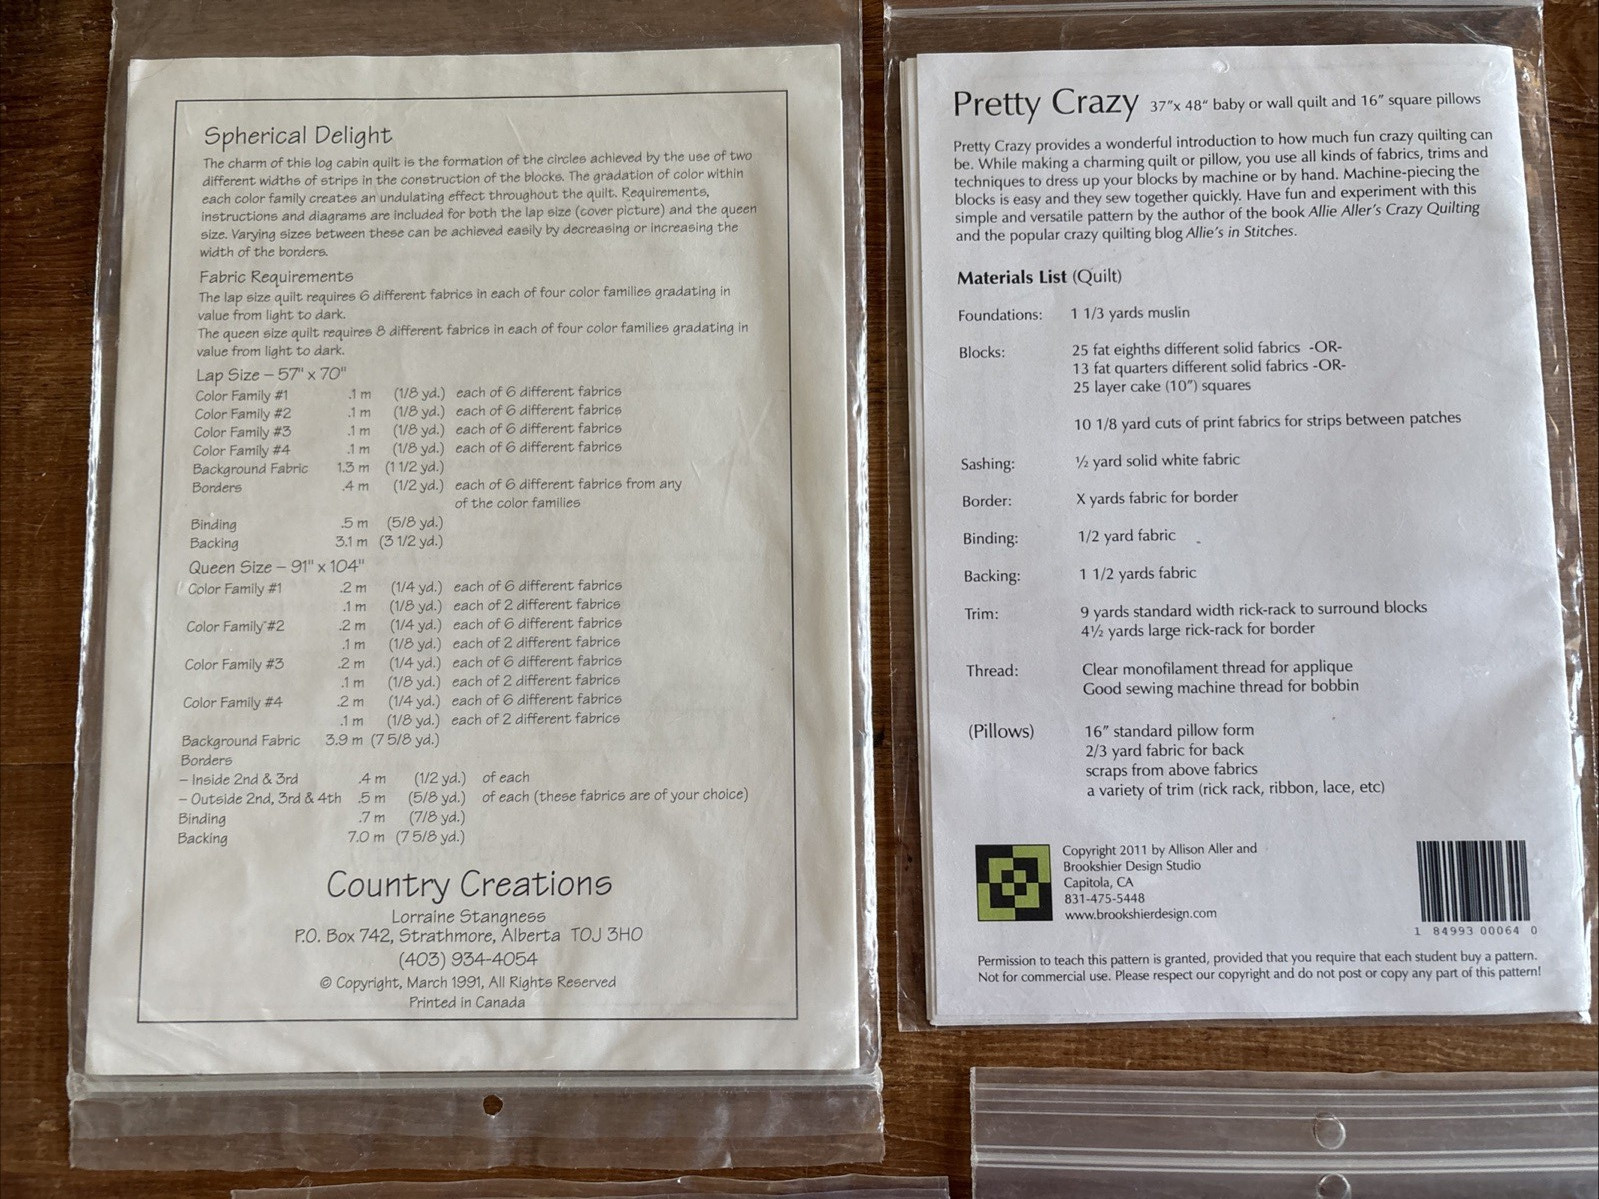 Spherical Delight
The charm of this log cabin quilt is the formation of the circles achieved by the use of two
different widths of strips in the construction of the blocks. The gradation of color within
each color family creates an undulating effect throughout the quilt. Requirements,
instructions and diagrams are included for both the lap size (cover picture) and the queen
size. Varying sizes between these can be achieved easily by decreasing or increasing the
width of the borders.
Fabric Requirements
The lap size quilt requires 6 different fabrics in each of four color families gradating in
value from light to dark.
The queen size quilt requires 8 different fabrics in each of four color families gradating in
value from light to dark.
Lap Size – 57" x 70"
Color Family #1 .1 m (1/8 yd.) each of 6 different fabrics
Color Family #2 .1 m (1/8 yd.) each of 6 different fabrics
Color Family #3 .1 m (1/8 yd.) each of 6 different fabrics
Color Family #4 .1 m (1/8 yd.) each of 6 different fabrics
Background Fabric 1.3 m (1 1/2 yd.)
Borders .4 m (1/2 yd.) each of 6 different fabrics from any
of the color families
Binding .5 m (5/8 yd.)
Backing 3.1 m (3 1/2 yd.)
Queen Size – 91" x 104"
Color Family #1 .2 m (1/4 yd.) each of 6 different fabrics
.1 m (1/8 yd.) each of 2 different fabrics
Color Family #2 .2 m (1/4 yd.) each of 6 different fabrics
.1 m (1/8 yd.) each of 2 different fabrics
Color Family #3 .2 m (1/4 yd.) each of 6 different fabrics
.1 m (1/8 yd.) each of 2 different fabrics
Color Family #4 .2 m (1/4 yd.) each of 6 different fabrics
.1 m (1/8 yd.) each of 2 different fabrics
Background Fabric 3.9 m (7 5/8 yd.)
Borders
– Inside 2nd & 3rd .4 m (1/2 yd.) of each
– Outside 2nd, 3rd & 4th .5 m (5/8 yd.) of each (these fabrics are of your choice)
Binding .7 m (7/8 yd.)
Backing 7.0 m (7 5/8 yd.)
Country Creations
Lorraine Stangness
P.O. Box 742, Strathmore, Alberta TOJ 3HO
(403) 934-4054
© Copyright, March 1991, All Rights Reserved
Printed in Canada
Pretty Crazy 37"x 48" baby or wall quilt and 16" square pillows
Pretty Crazy provides a wonderful introduction to how much fun crazy quilting can
be. While making a charming quilt or pillow, you use all kinds of fabrics, trims and
techniques to dress up your blocks by machine or by hand. Machine-piecing the
blocks is easy and they sew together quickly. Have fun and experiment with this
simple and versatile pattern by the author of the book Allie Aller's Crazy Quilting
and the popular crazy quilting blog Allie's in Stitches.
Materials List (Quilt)
Foundations: 1 1/3 yards muslin
Blocks: 25 fat eighths different solid fabrics -OR-
13 fat quarters different solid fabrics -OR-
25 layer cake (10") squares
10 1/8 yard cuts of print fabrics for strips between patches
Sashing: ½ yard solid white fabric
Border: X yards fabric for border
Binding: 1/2 yard fabric
Backing: 1 1/2 yards fabric
Trim: 9 yards standard width rick-rack to surround blocks
4½ yards large rick-rack for border
Thread: Clear monofilament thread for applique
Good sewing machine thread for bobbin
(Pillows) 16" standard pillow form
2/3 yard fabric for back
scraps from above fabrics
a variety of trim (rick rack, ribbon, lace, etc)
Copyright 2011 by Allison Aller and
Brookshier Design Studio
Capitola, CA
831-475-5448
www.brookshierdesign.com
1 84993 00064 0
Permission to teach this pattern is granted, provided that you require that each student buy a pattern.
Not for commercial use. Please respect our copyright and do not post or copy any part of this pattern!